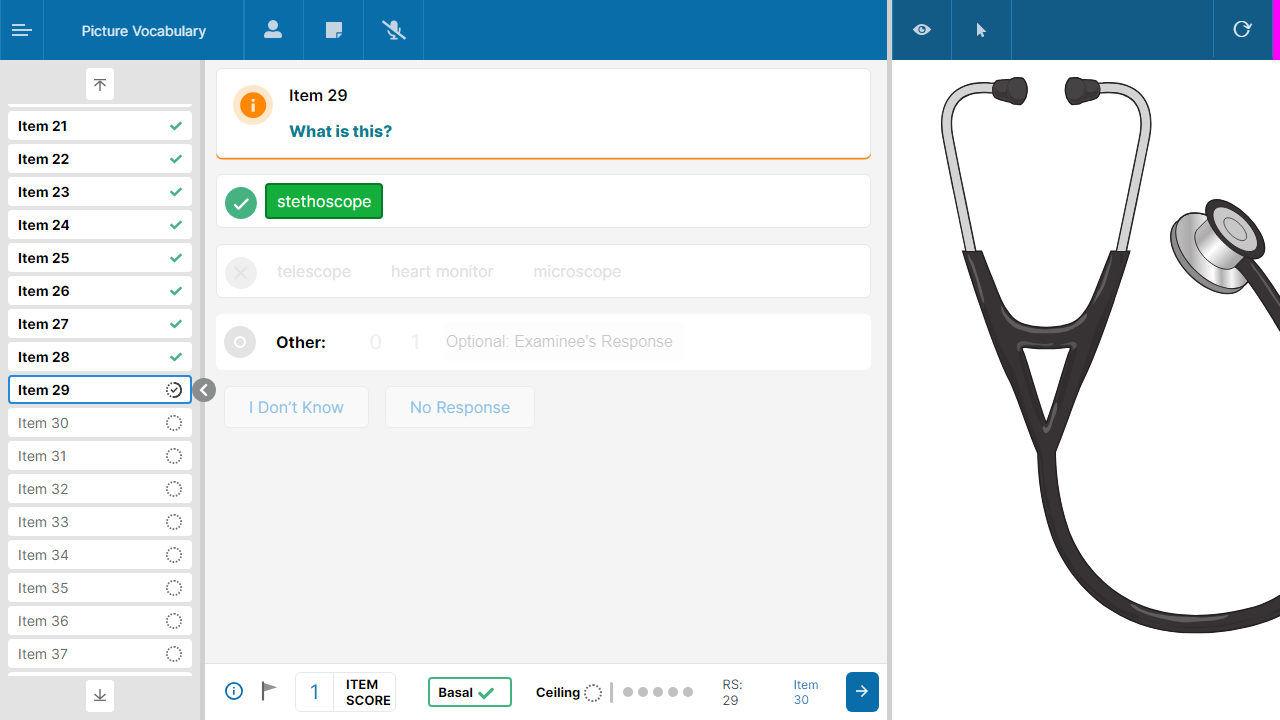 Picture Vocabulary
Item 21
Item 22
Item 23
Item 24
Item 25
Item 26
Item 27
Item 28
Item 29
Item 30
Item 31
Item 32
Item 33
Item 34
Item 35
Item 36
Item 37
Item 29
What is this?
stethoscope
telescope heart monitor microscope
Other: 0 1 Optional: Examinee's Response
I Don't Know No Response
1 ITEM SCORE
Basal
Ceiling
RS:
29
Item
30